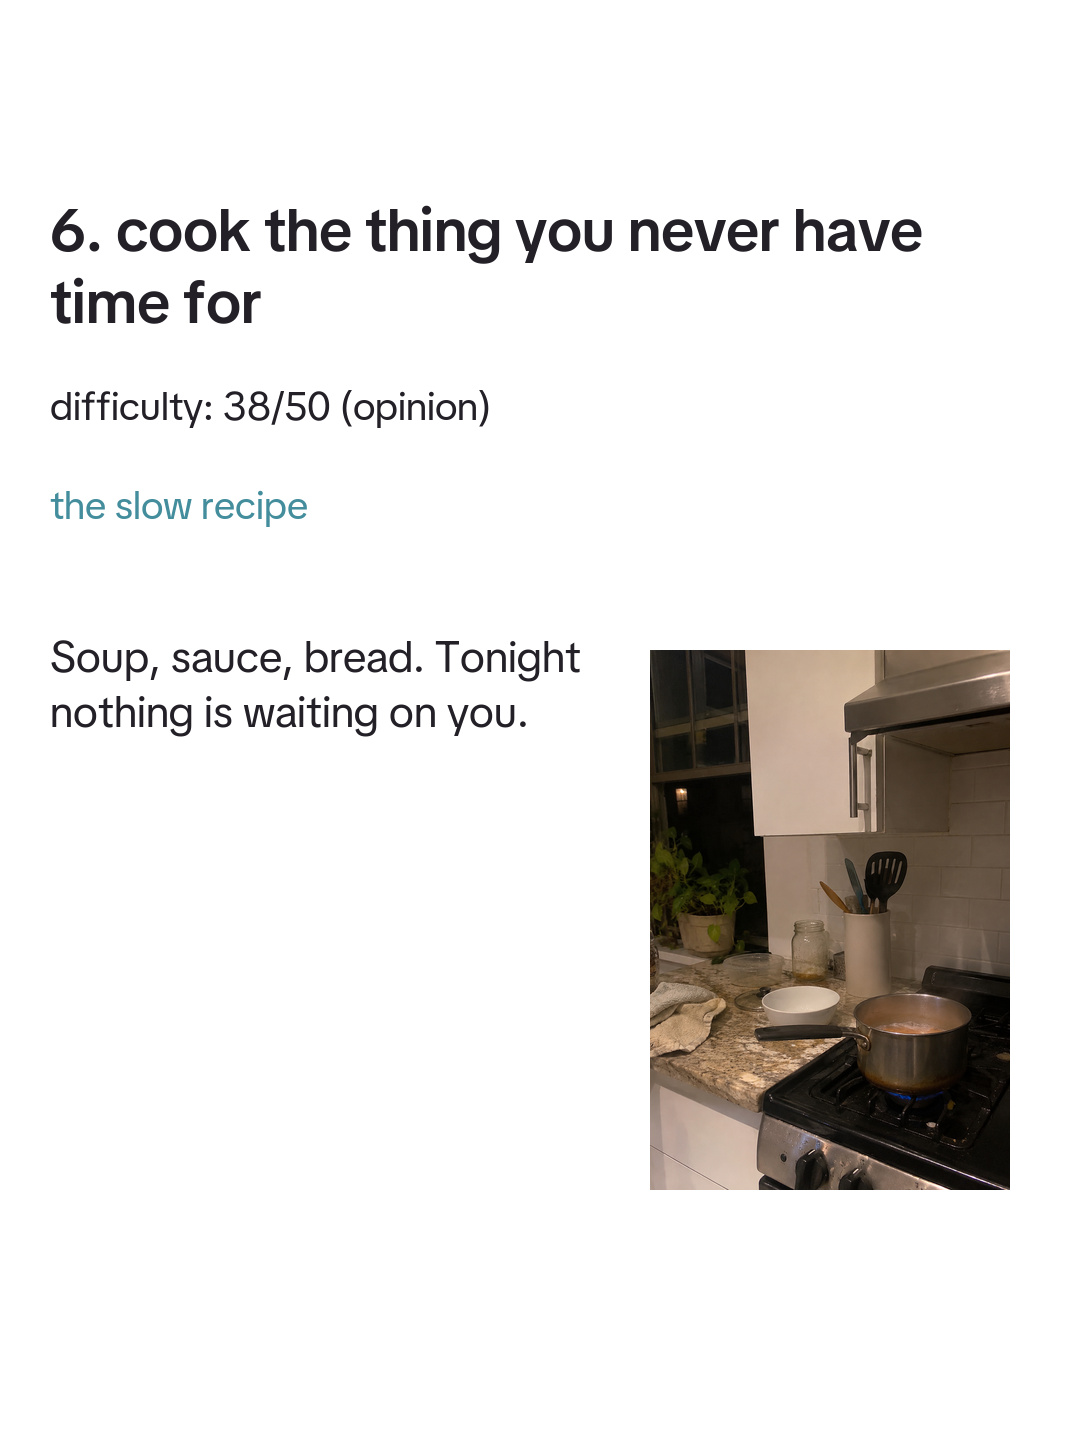 6. cook the thing you never have
time for
difficulty: 38/50 (opinion)
the slow recipe
Soup, sauce, bread. Tonight
nothing is waiting on you.